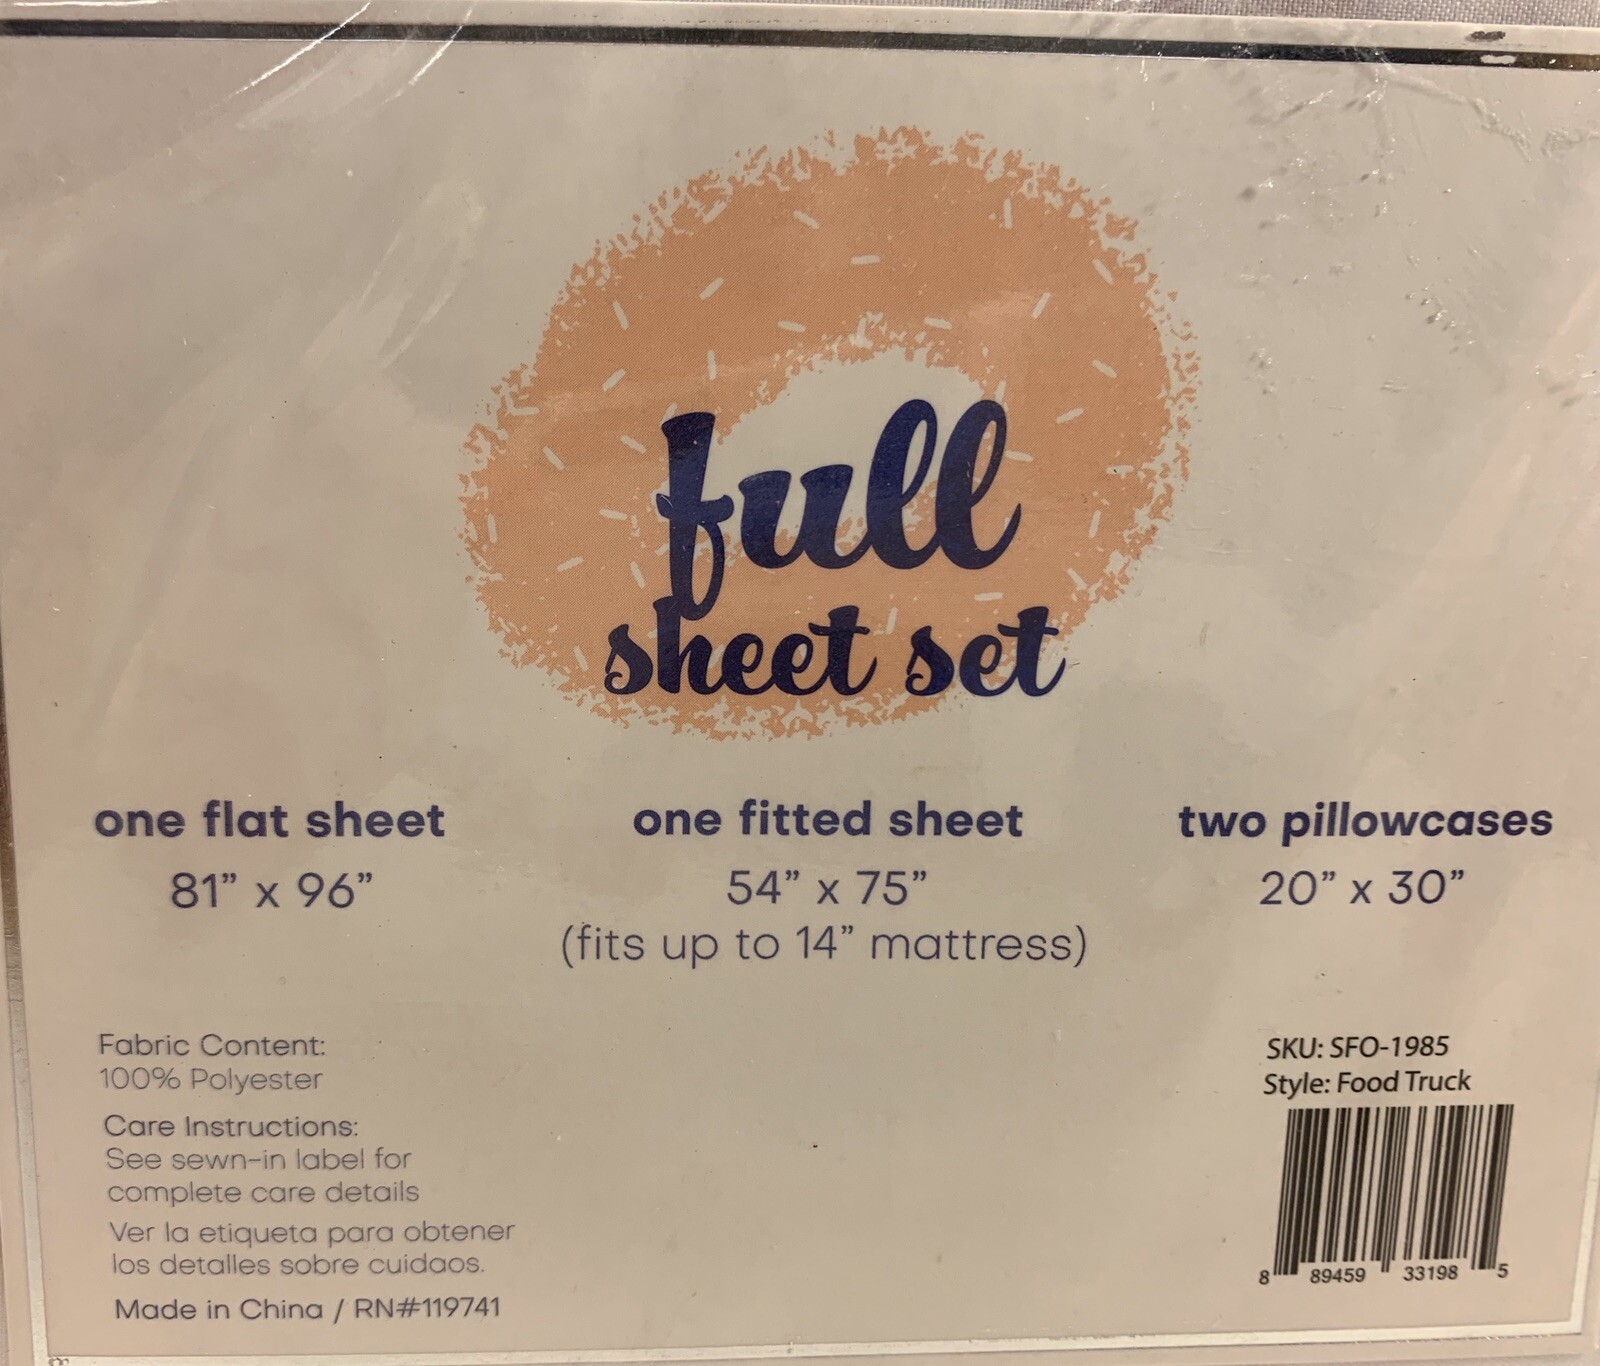 full
sheet set
one flat sheet
81” x 96”
one fitted sheet
54” x 75”
(fits up to 14” mattress)
two pillowcases
20” x 30”
Fabric Content:
100% Polyester
Care Instructions:
See sewn-in label for
complete care details
Ver la etiqueta para obtener
los detalles sobre cuidaos.
Made in China / RN#119741
SKU: SFO-1985
Style: Food Truck
8 89459 33198 5